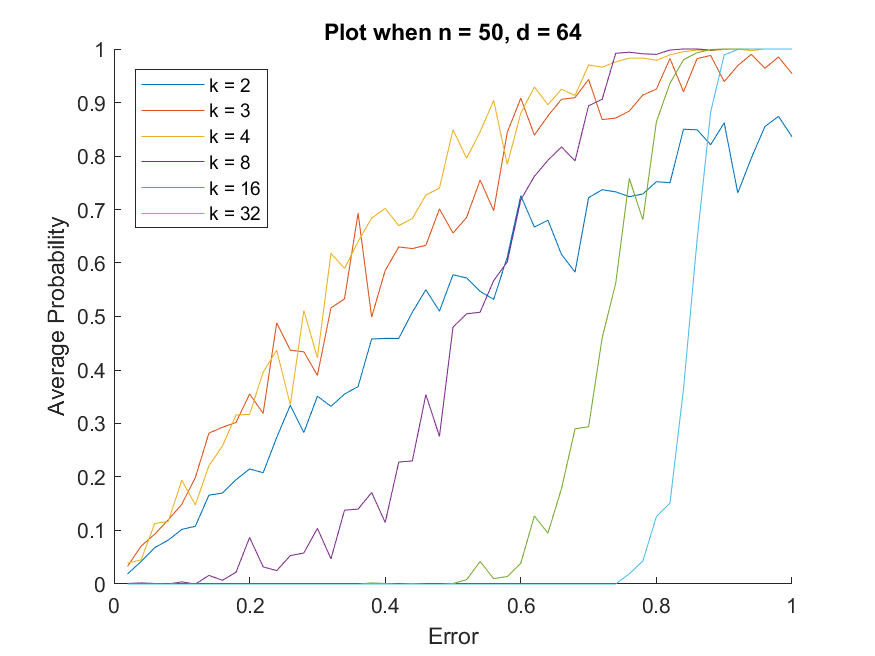 Plot when n = 50, d = 64
1
0.9
0.8
0.7
0.6
0.5
0.4
0.3
0.2
0.1
0
k = 2
k = 3
k = 4
k = 8
k = 16
k = 32
Average Probability
0 0.2 0.4 0.6 0.8 1
Error